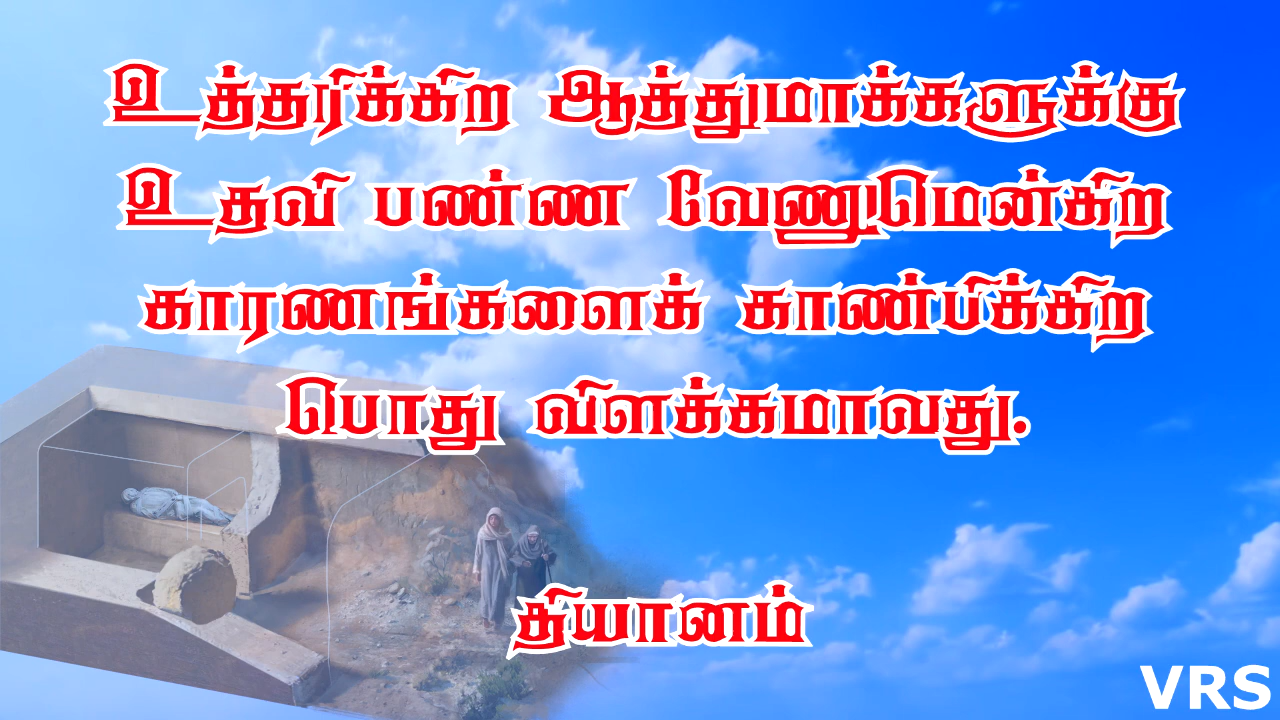 உத்தரிக்கிற ஆத்துமாக்களுக்கு
உதவி பண்ண வேணுமென்கிற
காரணங்களைக் காண்பிக்கிற
பொது விளக்கமாவது.
தியானம்
VRS